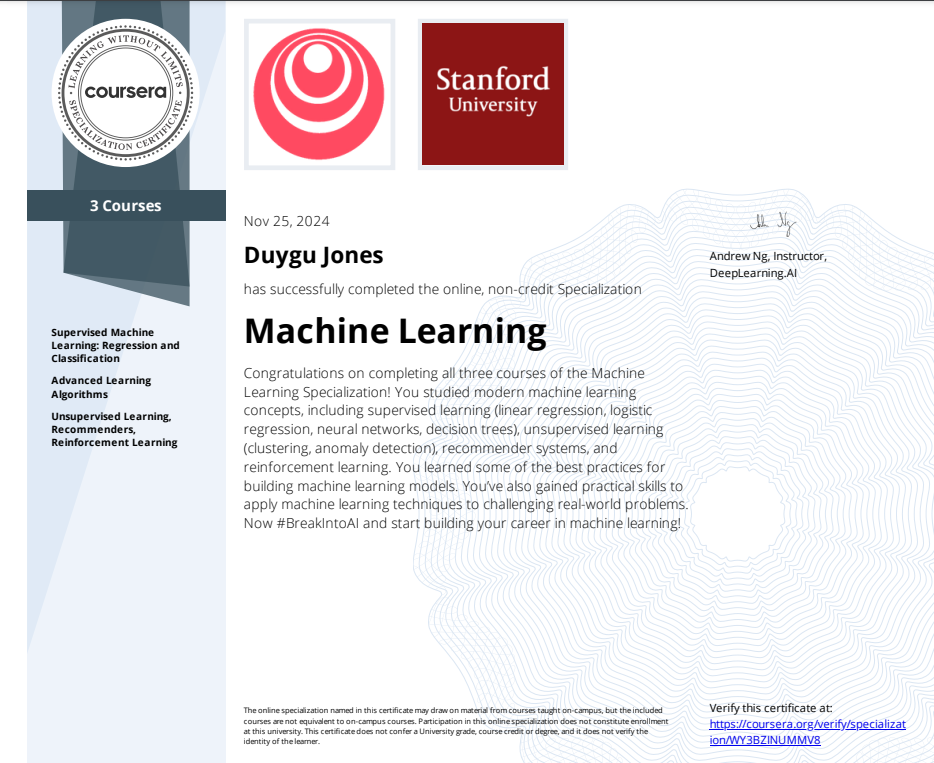 LEARNING WITHOUT LIMITS
coursera
SPECIALIZATION CERTIFICATE
3 Courses
Supervised Machine
Learning: Regression and
Classification
Advanced Learning
Algorithms
Unsupervised Learning,
Recommenders,
Reinforcement Learning
Stanford
University
Nov 25, 2024
Duygu Jones
has successfully completed the online, non-credit Specialization
Machine Learning
Congratulations on completing all three courses of the Machine
Learning Specialization! You studied modern machine learning
concepts, including supervised learning (linear regression, logistic
regression, neural networks, decision trees), unsupervised learning
(clustering, anomaly detection), recommender systems, and
reinforcement learning. You learned some of the best practices for
building machine learning models. You’ve also gained practical skills to
apply machine learning techniques to challenging real-world problems.
Now #BreakIntoAI and start building your career in machine learning!
Andrew Ng, Instructor,
DeepLearning.AI
The online specialization named in this certificate may draw on material from courses taught on-campus, but the included
courses are not equivalent to on-campus courses. Participation in this online specialization does not constitute enrollment
at this university. This certificate does not confer a University grade, course credit or degree, and it does not verify the
identity of the learner.
Verify this certificate at:
https://coursera.org/verify/specializat
ion/WY3BZINUMMV8